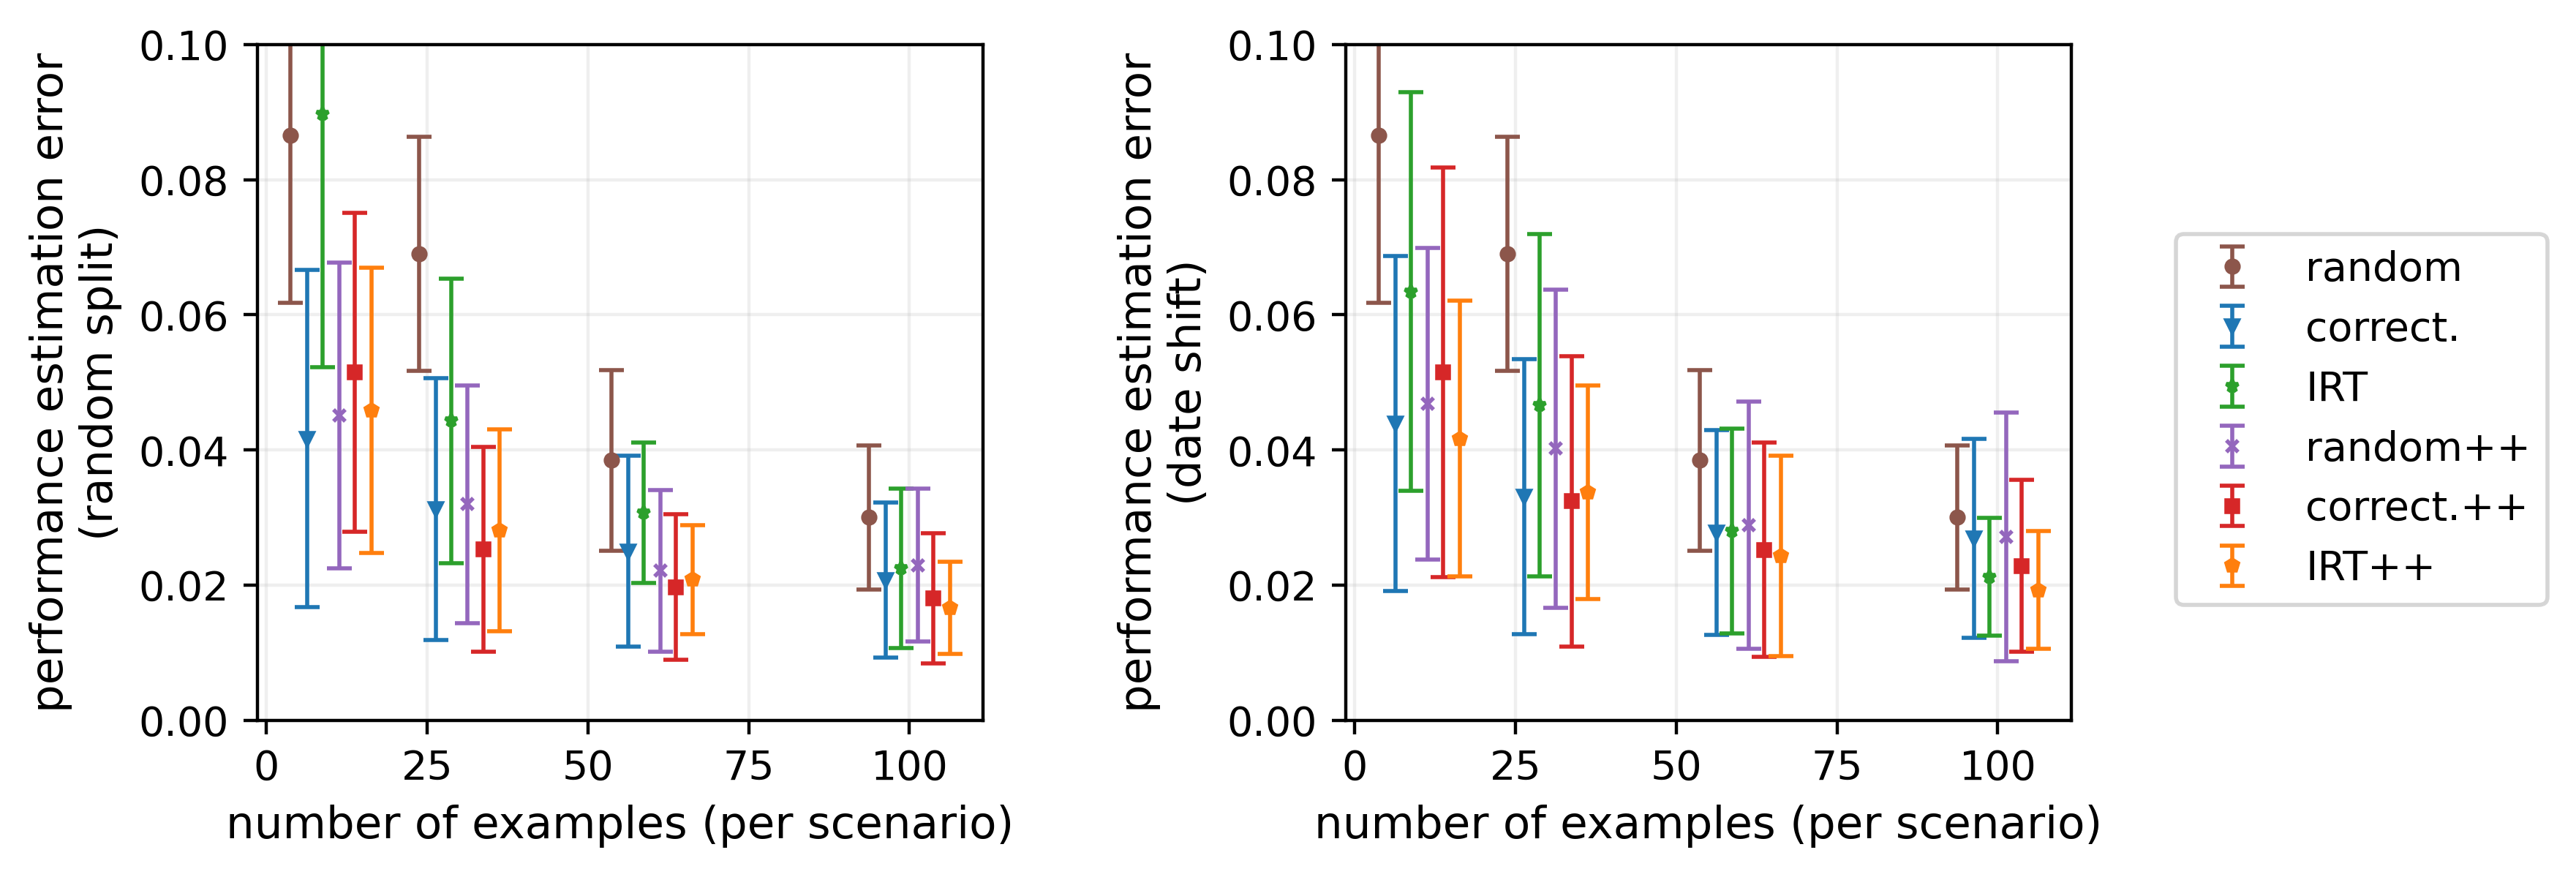 performance estimation error
(random split)
0.10
0.08
0.06
0.04
0.02
0.00
0 25 50 75 100
number of examples (per scenario)
performance estimation error
(date shift)
0.10
0.08
0.06
0.04
0.02
0.00
0 25 50 75 100
number of examples (per scenario)
random
correct.
IRT
random++
correct.++
IRT++